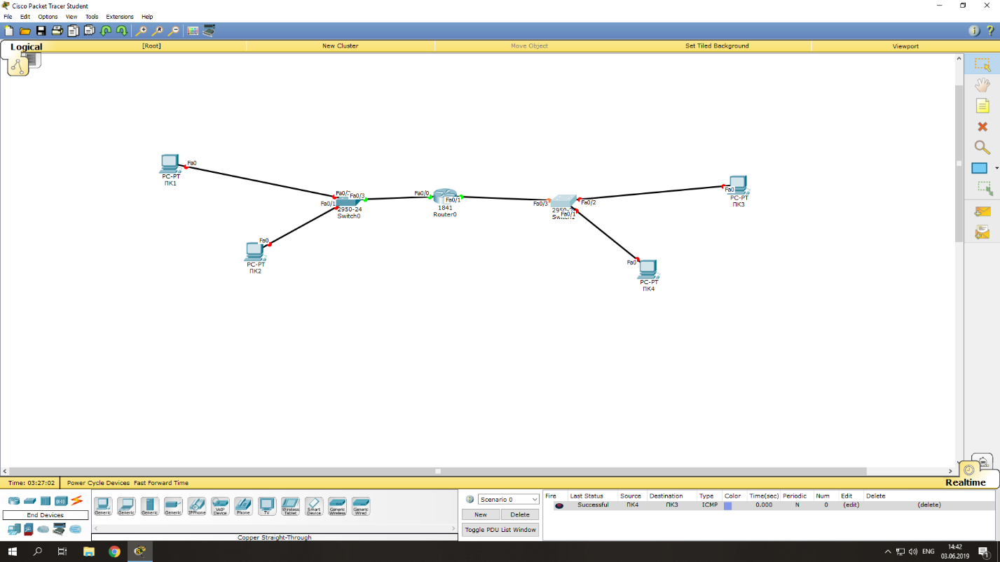 Cisco Packet Tracer Student
File Edit Options View Tools Extensions Help
Logical [Root] New Cluster Move Object Set Tiled Background Viewport
Fa0
PC-PT
ПК1
Fa0/3
Fa0/1
2950-24
Switch0
Fa0
PC-PT
ПК2
Fa0/0
Fa0/1
1841
Router0
Fa0/3
Fa0/2
Fa0/1
Fa0
PC-PT
ПК3
Fa0
PC-PT
ПК4
Realtime
Time: 03:27:02 Power Cycle Devices Fast Forward Time
End Devices
Generic Generic Generic Generic IPPhone VoIP Device Phone TV Wireless Tablet Smart Device Generic Wireless Generic Wired
Copper Straight-Through
Scenario 0
New Delete
Toggle PDU List Window
Fire Last Status Source Destination Type Color Time(sec) Periodic Num Edit Delete
Successful ПК4 ПК3 ICMP 0.000 N 0 (edit) (delete)
ENG
14:42
03.06.2019
1